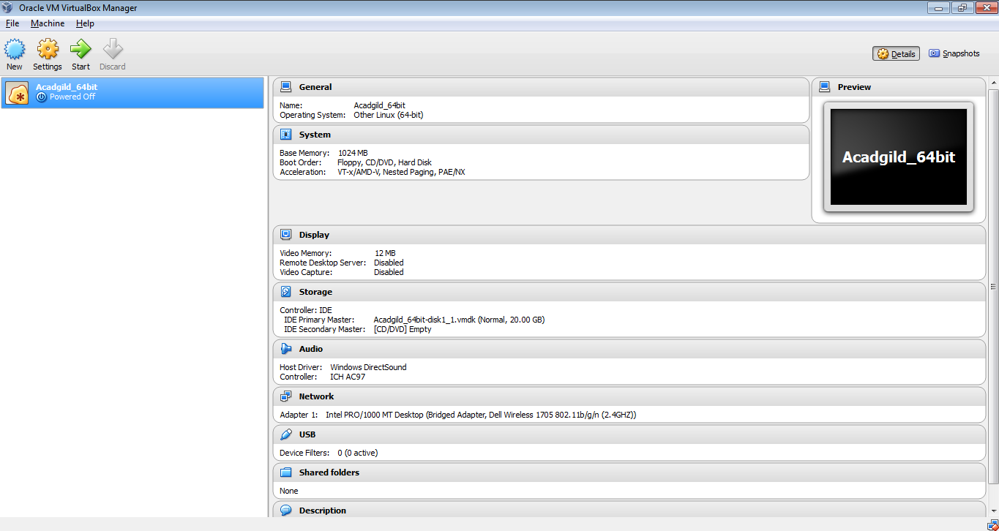 Oracle VM VirtualBox Manager
File Machine Help
New Settings Start Discard
Details Snapshots
Acadgild_64bit
Powered Off
General
Name: Acadgild_64bit
Operating System: Other Linux (64-bit)
System
Base Memory: 1024 MB
Boot Order: Floppy, CD/DVD, Hard Disk
Acceleration: VT-x/AMD-V, Nested Paging, PAE/NX
Preview
Acadgild_64bit
Display
Video Memory: 12 MB
Remote Desktop Server: Disabled
Video Capture: Disabled
Storage
Controller: IDE
IDE Primary Master: Acadgild_64bit-disk1_1.vmdk (Normal, 20.00 GB)
IDE Secondary Master: [CD/DVD] Empty
Audio
Host Driver: Windows DirectSound
Controller: ICH AC97
Network
Adapter 1: Intel PRO/1000 MT Desktop (Bridged Adapter, Dell Wireless 1705 802.11b/g/n (2.4GHZ))
USB
Device Filters: 0 (0 active)
Shared folders
None
Description